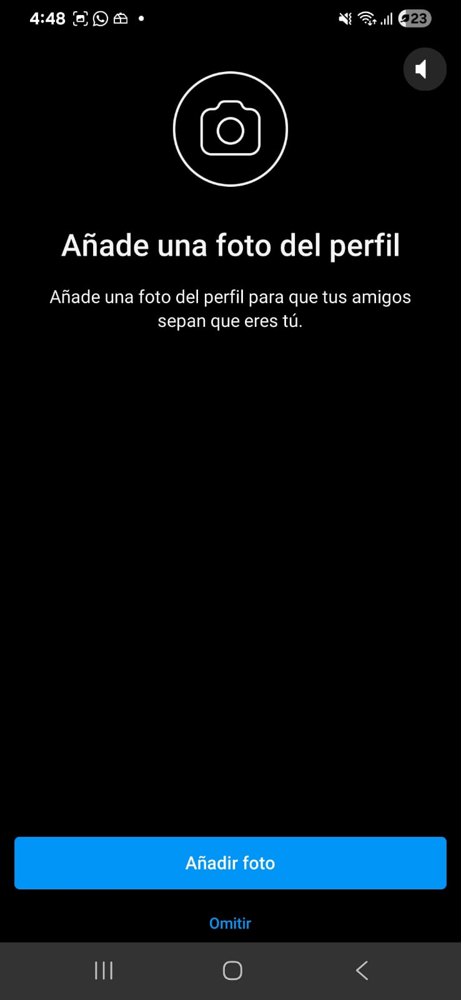 4:48
23
Añade una foto del perfil
Añade una foto del perfil para que tus amigos
sepan que eres tú.
Añadir foto
Omitir